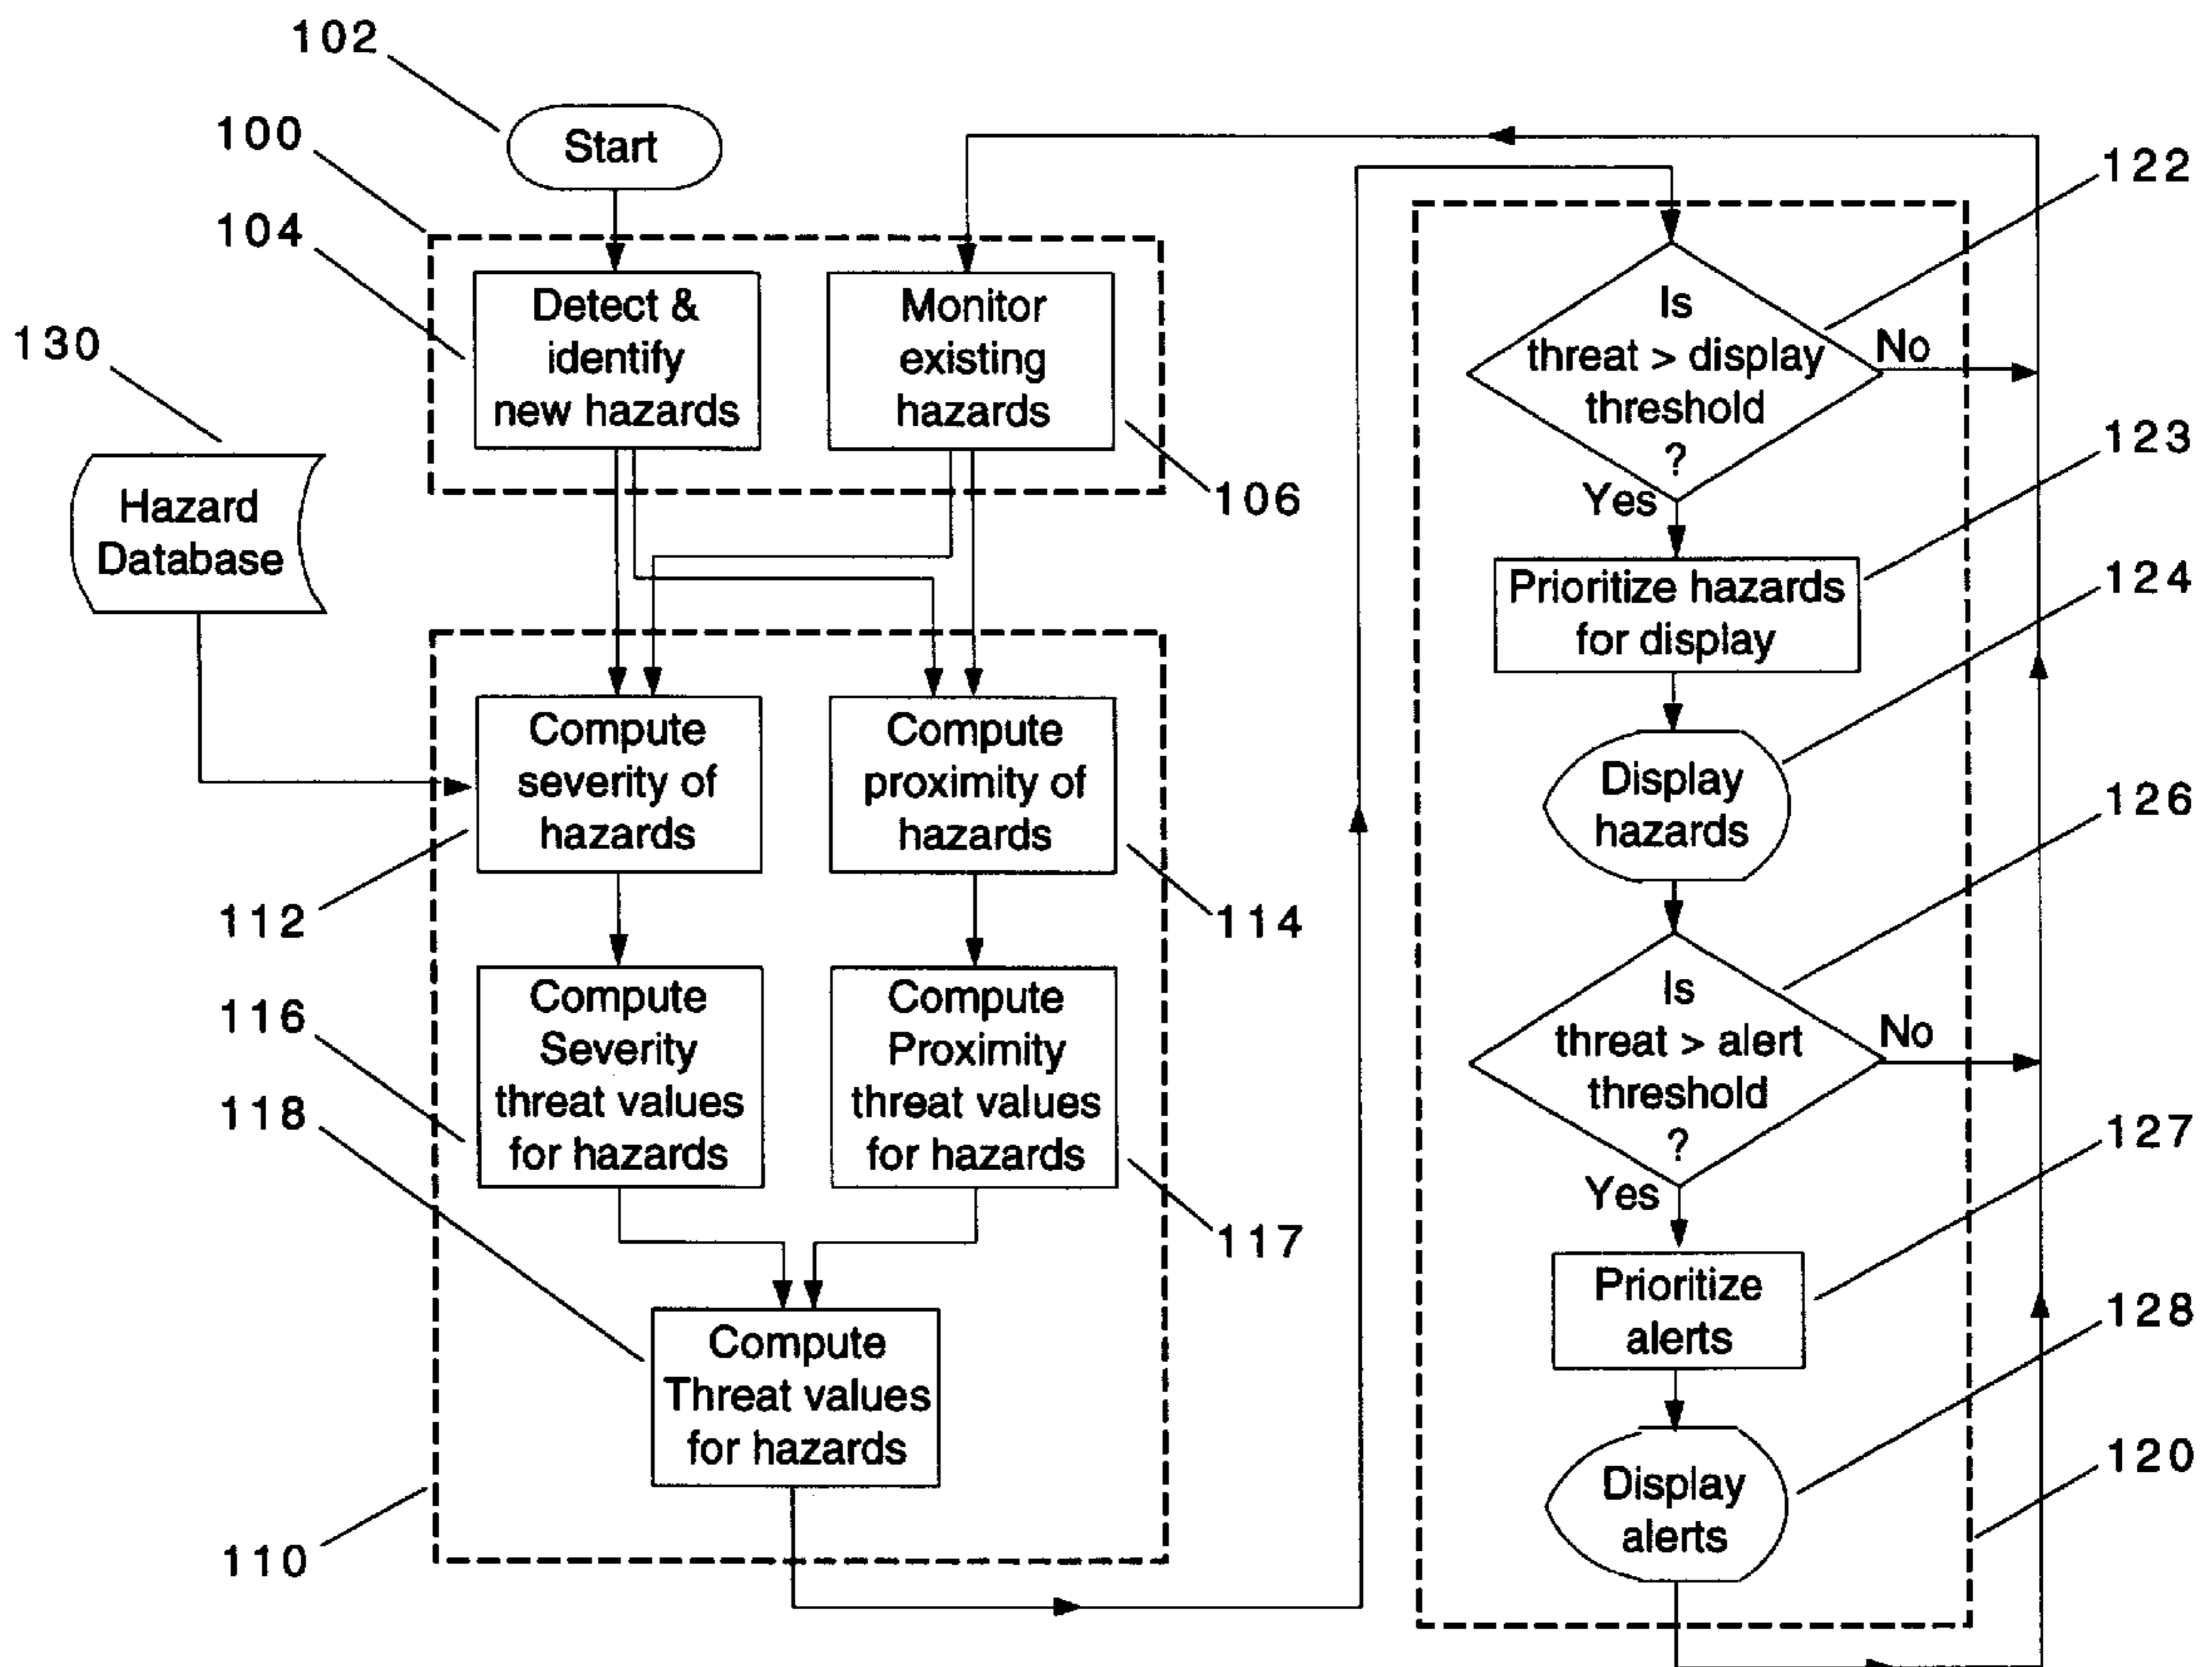 102
Start
100
104
Detect &
identify
new hazards
Monitor
existing
hazards
106
130
Hazard
Database
Compute
severity of
hazards
112
Compute
proximity of
hazards
114
Compute
Severity
threat values
for hazards
116
Compute
Proximity
threat values
for hazards
117
118
Compute
Threat values
for hazards
110
122
Is
threat > display
threshold
?
No
Yes
123
Prioritize hazards
for display
124
Display
hazards
126
Is
threat > alert
threshold
?
No
Yes
127
Prioritize
alerts
128
Display
alerts
120